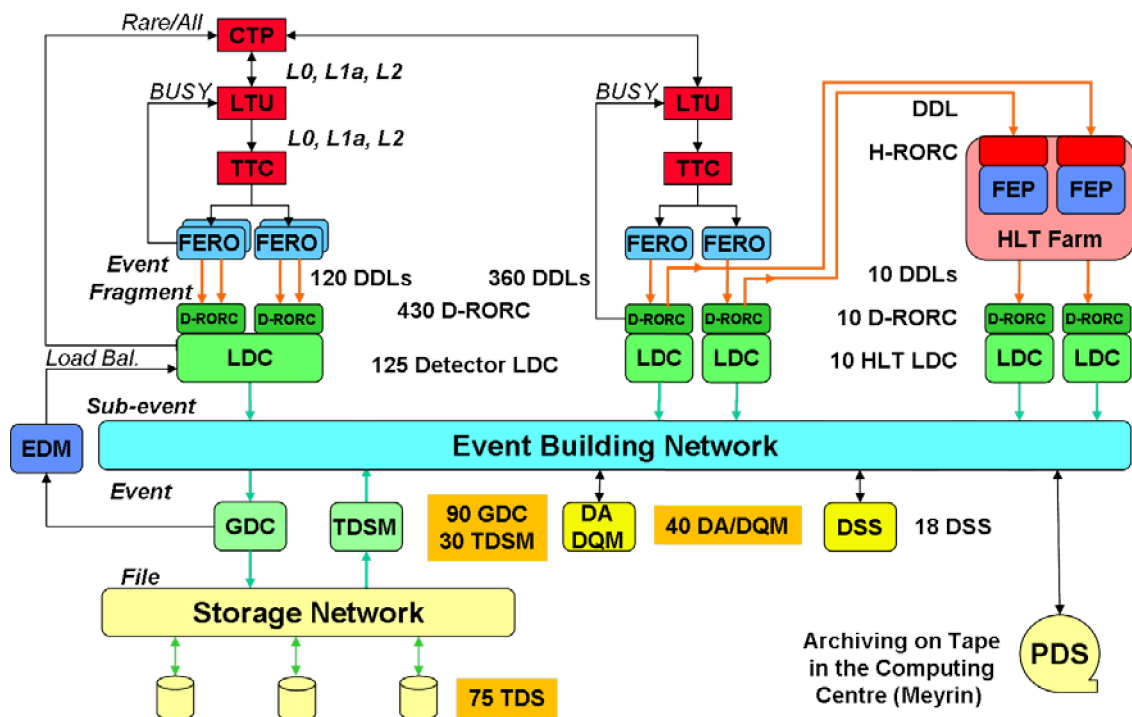 Rare/All
CTP
L0, L1a, L2
BUSY
LTU
BUSY
LTU
DDL
L0, L1a, L2
H-RORC
TTC
TTC
FEP
FEP
FERO
FERO
FERO
FERO
HLT Farm
Event
Fragment
120 DDLs
360 DDLs
10 DDLs
D-RORC
D-RORC
430 D-RORC
D-RORC
D-RORC
10 D-RORC
D-RORC
D-RORC
Load Bal.
LDC
125 Detector LDC
LDC
LDC
10 HLT LDC
LDC
LDC
Sub-event
EDM
Event Building Network
Event
GDC
TDSM
90 GDC
30 TDSM
DA
DQM
40 DA/DQM
DSS
18 DSS
File
Storage Network
Archiving on Tape
in the Computing
Centre (Meyrin)
PDS
75 TDS